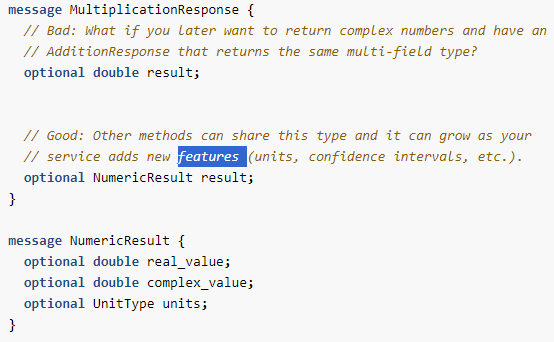 message MultiplicationResponse {
  // Bad: What if you later want to return complex numbers and have an
  // AdditionResponse that returns the same multi-field type?
  optional double result;
  // Good: Other methods can share this type and it can grow as your
  // service adds new features (units, confidence intervals, etc.).
  optional NumericResult result;
}
message NumericResult {
  optional double real_value;
  optional double complex_value;
  optional UnitType units;
}